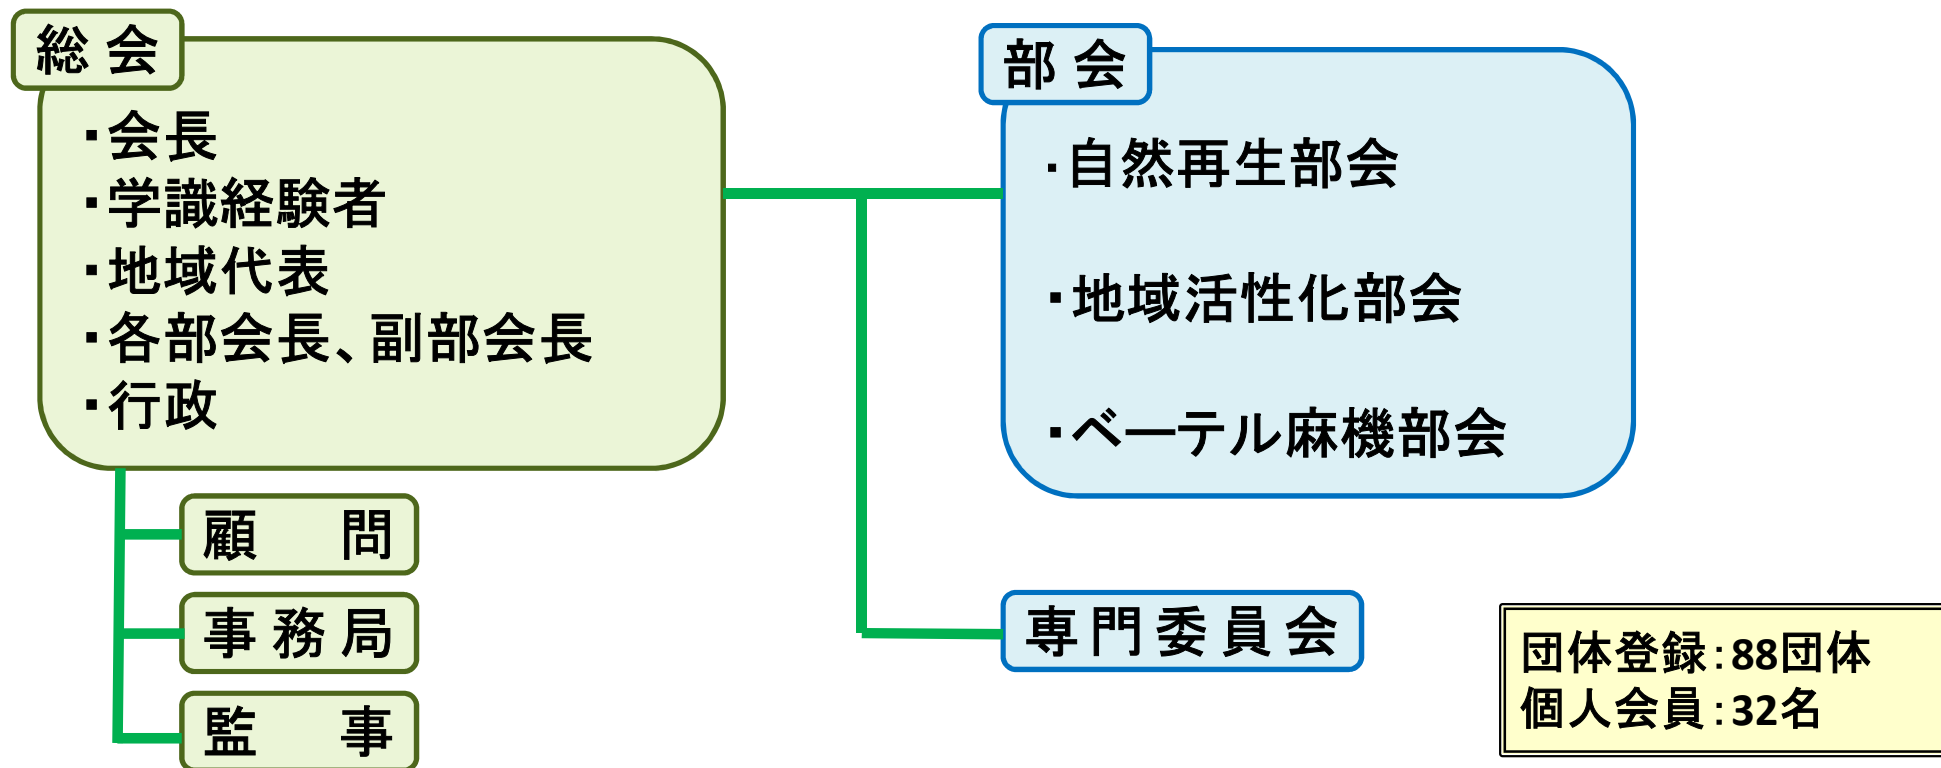 総会
・会長
・学識経験者
・地域代表
・各部会長、副部会長
・行政
顧問
事務局
監事
部会
・自然再生部会
・地域活性化部会
・ベーテル麻機部会
専門委員会
団体登録：88団体
個人会員：32名